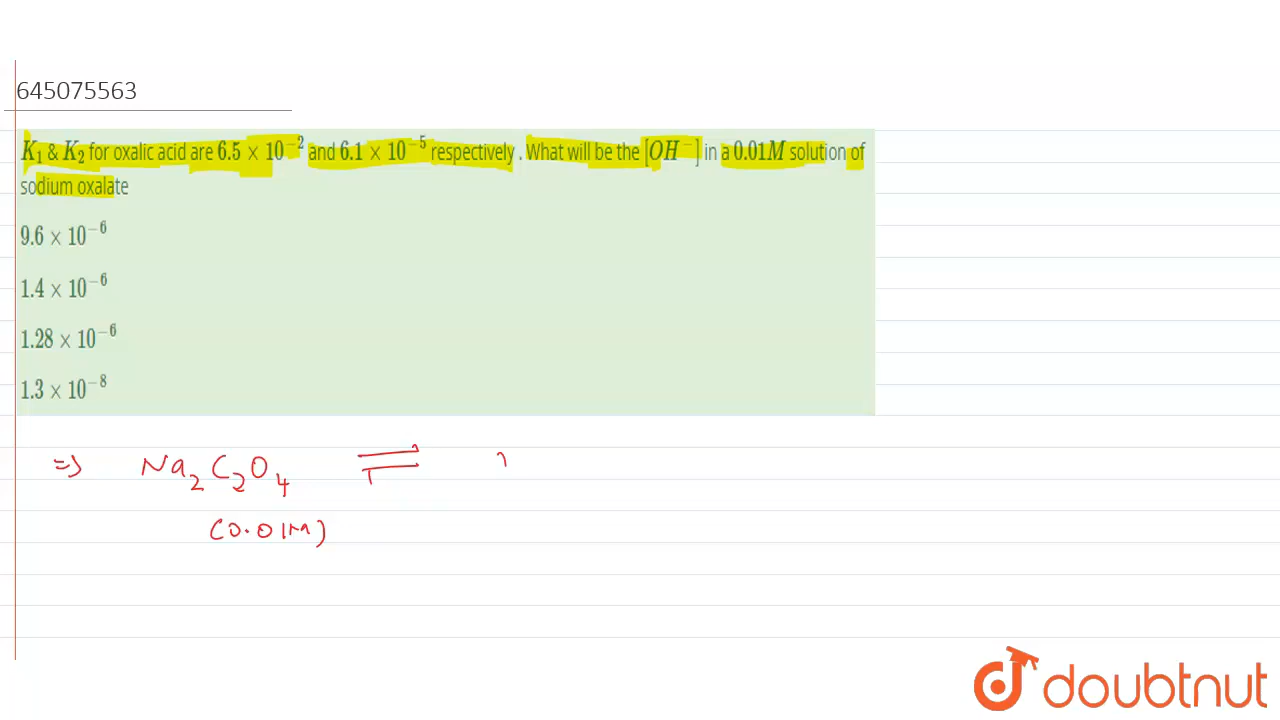 645075563
K₁ & K₂ for oxalic acid are 6.5 × 10⁻² and 6.1 × 10⁻⁵ respectively . What will be the [OH⁻] in a 0.01M solution of
sodium oxalate
9.6 × 10⁻⁶
1.4 × 10⁻⁶
1.28 × 10⁻⁶
1.3 × 10⁻⁸
⇒ Na₂C₂O₄ ⇌
(0.01M)
doubtnut